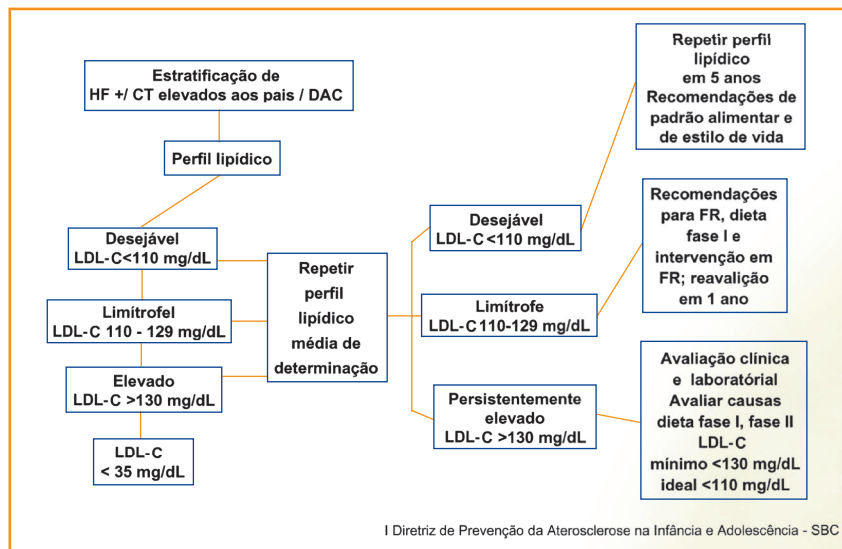 Estratificação de
HF +/ CT elevados aos pais / DAC
Perfil lipídico
Desejável
LDL-C<110 mg/dL
Limítrofel
LDL-C 110 - 129 mg/dL
Elevado
LDL-C >130 mg/dL
LDL-C
< 35 mg/dL
Repetir
perfil
lipídico
média de
determinação
Desejável
LDL-C <110 mg/dL
Limítrofe
LDL-C 110-129 mg/dL
Persistentemente
elevado
LDL-C >130 mg/dL
Repetir perfil
lipídico
em 5 anos
Recomendações de
padrão alimentar e
de estilo de vida
Recomendações
para FR, dieta
fase I e
intervenção em
FR; reavalição
em 1 ano
Avaliação clínica
e laboratórial
Avaliar causas
dieta fase I, fase II
LDL-C
mínimo <130 mg/dL
ideal <110 mg/dL
I Diretriz de Prevenção da Aterosclerose na Infância e Adolescência - SBC